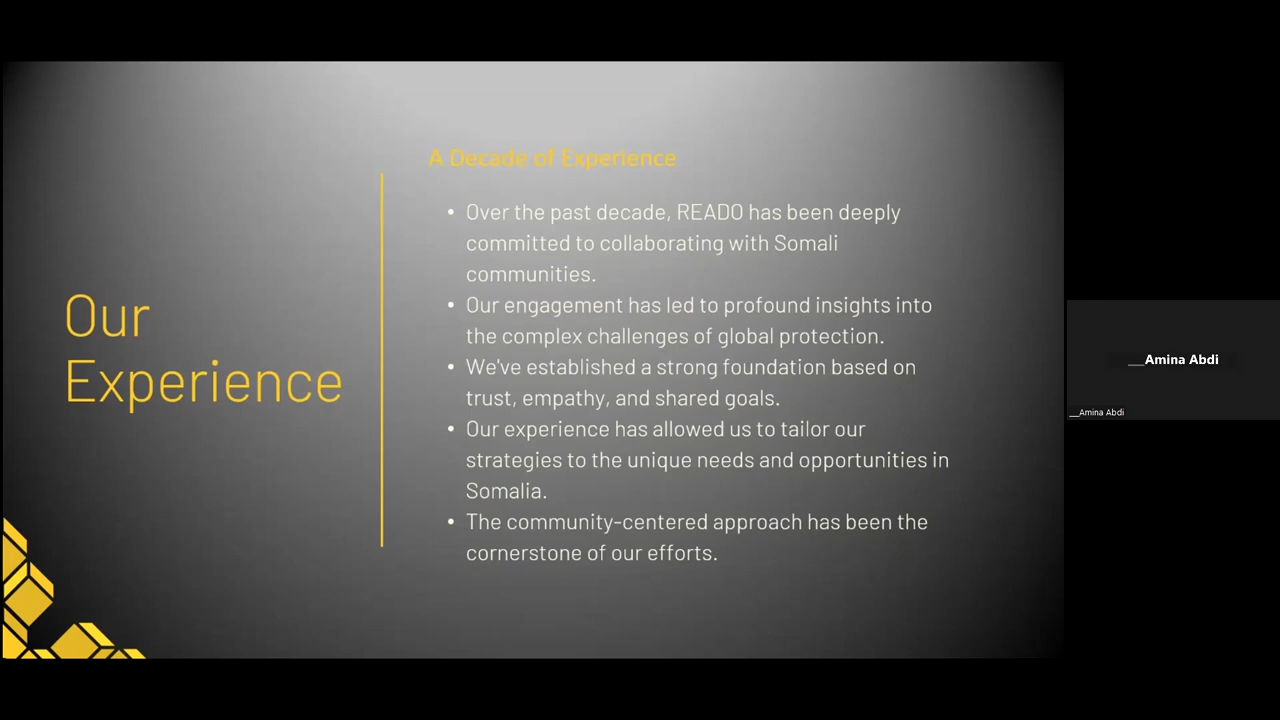 Our
Experience
A Decade of Experience
• Over the past decade, READO has been deeply
committed to collaborating with Somali
communities.
• Our engagement has led to profound insights into
the complex challenges of global protection.
• We've established a strong foundation based on
trust, empathy, and shared goals.
• Our experience has allowed us to tailor our
strategies to the unique needs and opportunities in
Somalia.
• The community-centered approach has been the
cornerstone of our efforts.
__Amina Abdi
__Amina Abdi